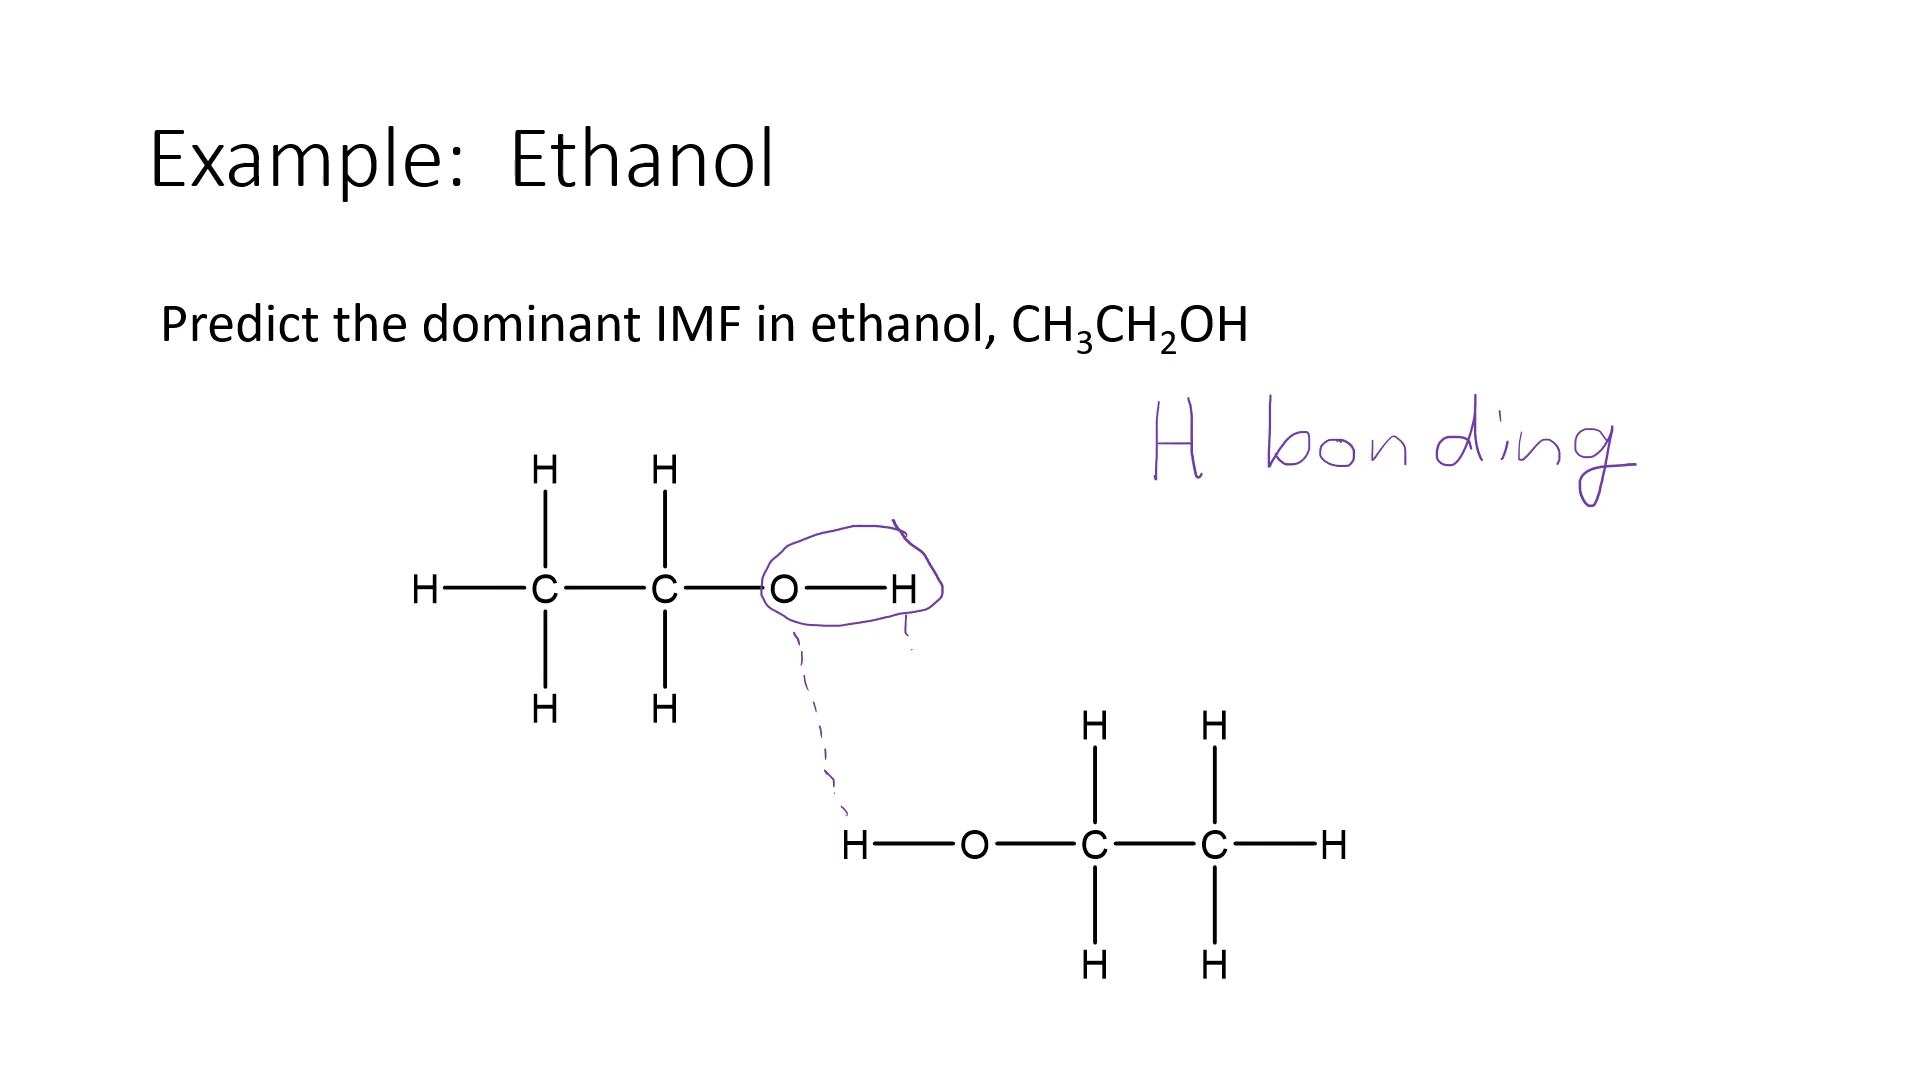 Example: Ethanol
Predict the dominant IMF in ethanol, CH₃CH₂OH
H bonding
H H
H C C O H
H H
H H
H O C C H
H H